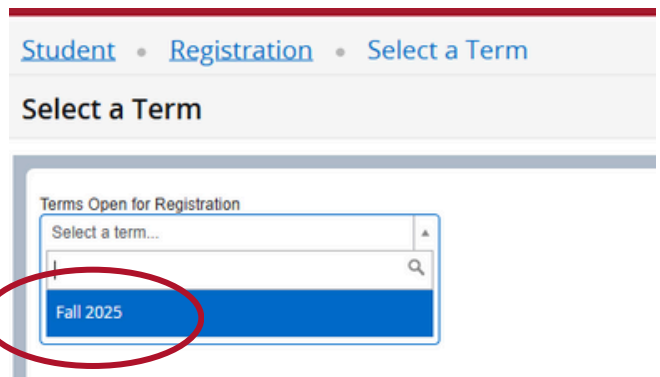 Student • Registration • Select a Term
Select a Term
Terms Open for Registration
Select a term...
Fall 2025